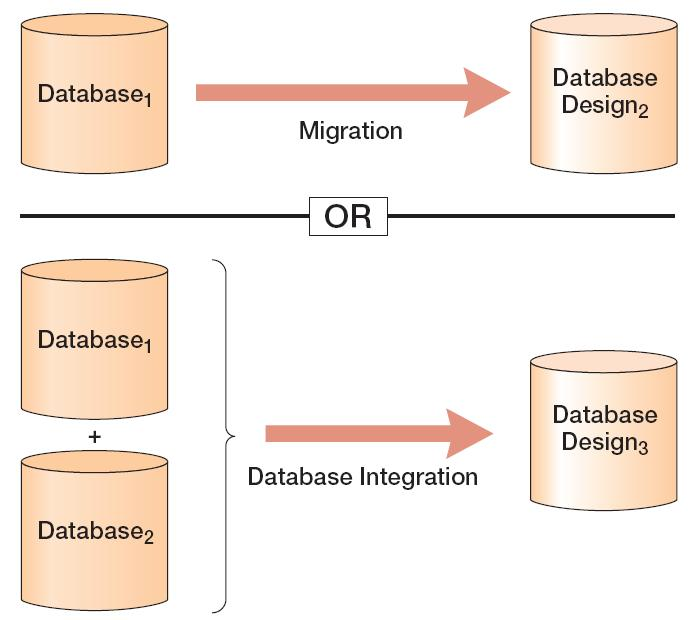 Database₁
Migration
Database
Design₂
OR
Database₁
+
Database₂
Database Integration
Database
Design₃